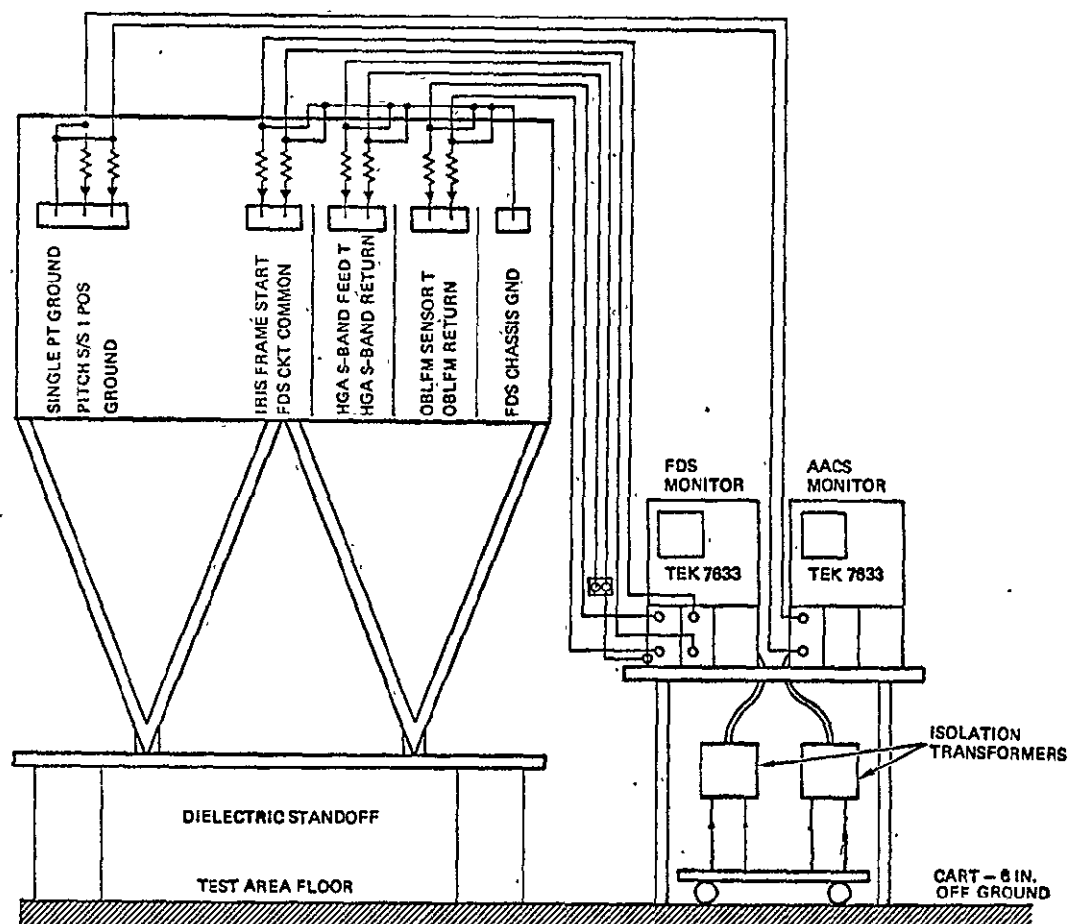 SINGLE PT GROUND
PITCH S/S 1 POS
GROUND
IRIS FRAME START
FDS CKT COMMON
HGA S-BAND FEED T
HGA S-BAND RETURN
OBLFM SENSOR T
OBLFM RETURN
FDS CHASSIS GND
FDS
MONITOR
AACS
MONITOR
TEK 7633
TEK 7633
ISOLATION
TRANSFORMERS
DIELECTRIC STANDOFF
TEST AREA FLOOR
CART – 6 IN.
OFF GROUND